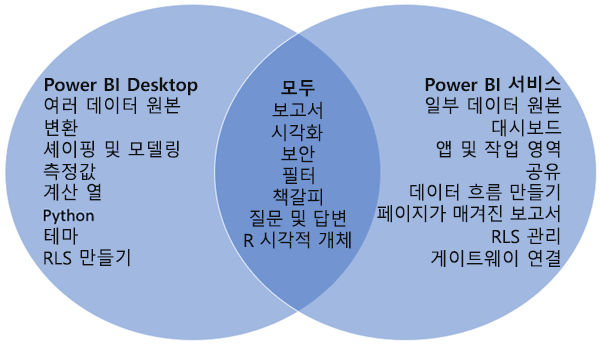 Power BI Desktop
여러 데이터 원본
변환
셰이핑 및 모델링
측정값
계산 열
Python
테마
RLS 만들기
모두
보고서
시각화
보안
필터
책갈피
질문 및 답변
R 시각적 개체
Power BI 서비스
일부 데이터 원본
대시보드
앱 및 작업 영역
공유
데이터 흐름 만들기
페이지가 매겨진 보고서
RLS 관리
게이트웨이 연결